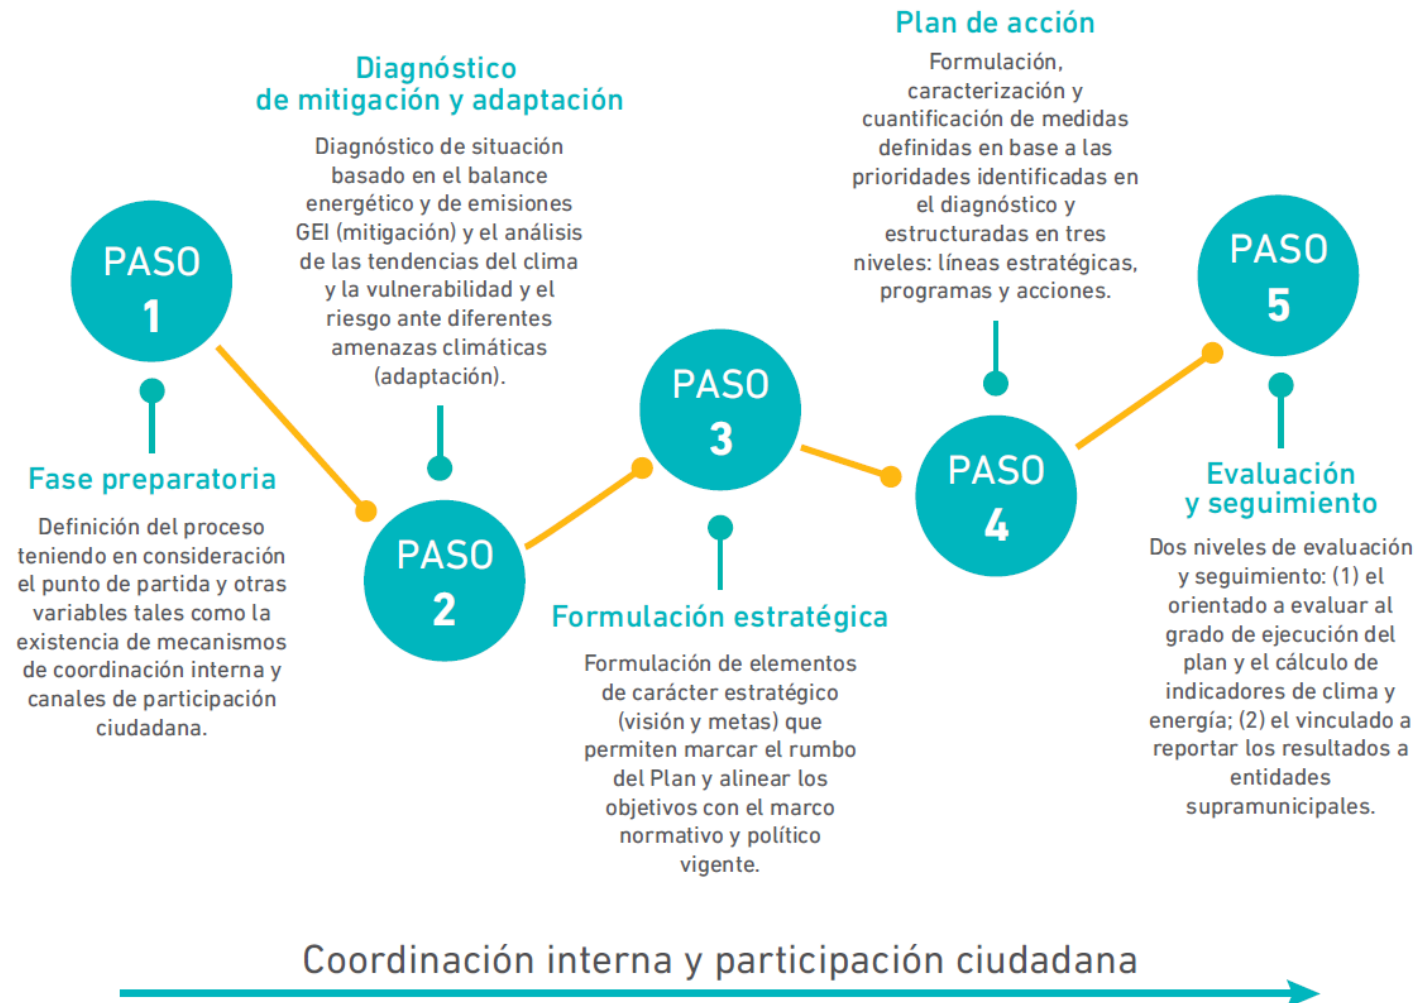 PASO
1
Fase preparatoria
Definición del proceso
teniendo en consideración
el punto de partida y otras
variables tales como la
existencia de mecanismos
de coordinación interna y
canales de participación
ciudadana.
Diagnóstico
de mitigación y adaptación
Diagnóstico de situación
basado en el balance
energético y de emisiones
GEI (mitigación) y el análisis
de las tendencias del clima
y la vulnerabilidad y el
riesgo ante diferentes
amenazas climáticas
(adaptación).
PASO
2
PASO
3
Formulación estratégica
Formulación de elementos
de carácter estratégico
(visión y metas) que
permiten marcar el rumbo
del Plan y alinear los
objetivos con el marco
normativo y político
vigente.
Plan de acción
Formulación,
caracterización y
cuantificación de medidas
definidas en base a las
prioridades identificadas en
el diagnóstico y
estructuradas en tres
niveles: líneas estratégicas,
programas y acciones.
PASO
4
PASO
5
Evaluación
y seguimiento
Dos niveles de evaluación
y seguimiento: (1) el
orientado a evaluar al
grado de ejecución del
plan y el cálculo de
indicadores de clima y
energía; (2) el vinculado a
reportar los resultados a
entidades
supramunicipales.
Coordinación interna y participación ciudadana